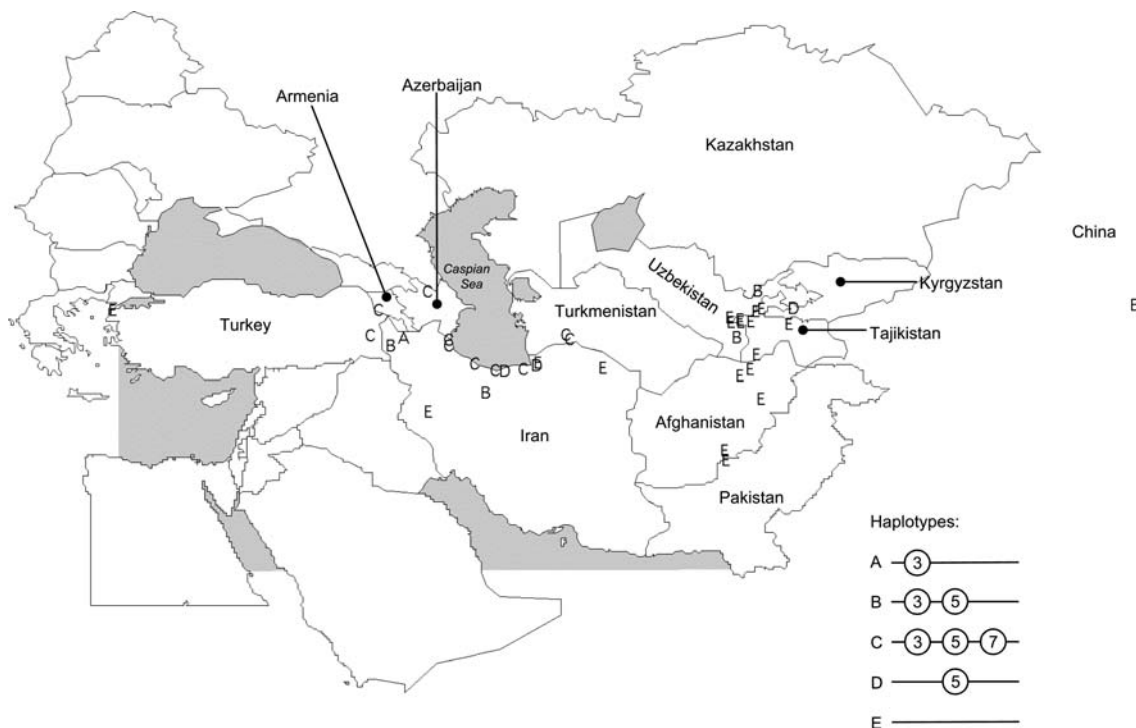 Azerbaijan
Armenia
Kazakhstan
China
Caspian
Sea
Uzbekistan
B
Kyrgyzstan
C
Turkmenistan
E
D
E
E
C
Turkey
E
Tajikistan
C
B
A
C
C
B
C
C
D
C
E
E
E
E
B
E
E
E
Iran
Afghanistan
E
E
Pakistan
Haplotypes:
A 3
B 3 5
C 3 5 7
D 5
E